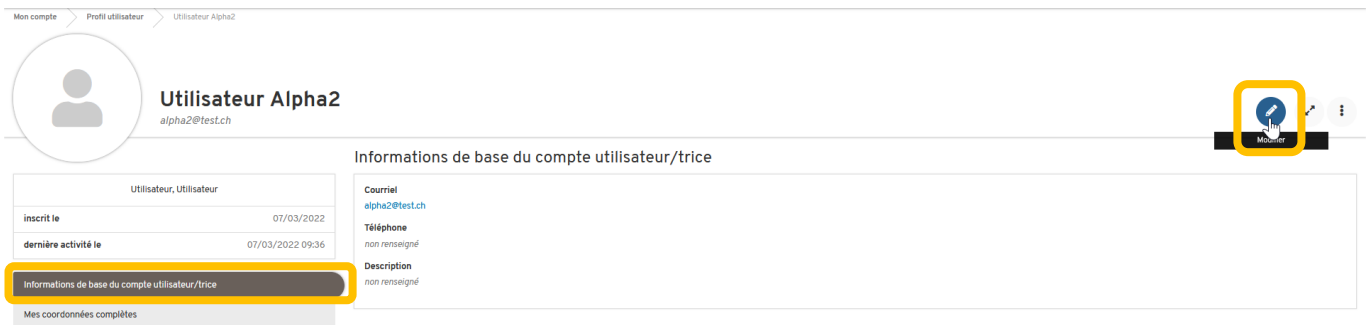 Mon compte Profil utilisateur Utilisateur Alpha2
Utilisateur Alpha2
alpha2@test.ch
Modifier
Informations de base du compte utilisateur/trice
Utilisateur, Utilisateur
inscrit le 07/03/2022
dernière activité le 07/03/2022 09:36
Informations de base du compte utilisateur/trice
Mes coordonnées complètes
Courriel
alpha2@test.ch
Téléphone
non renseigné
Description
non renseigné